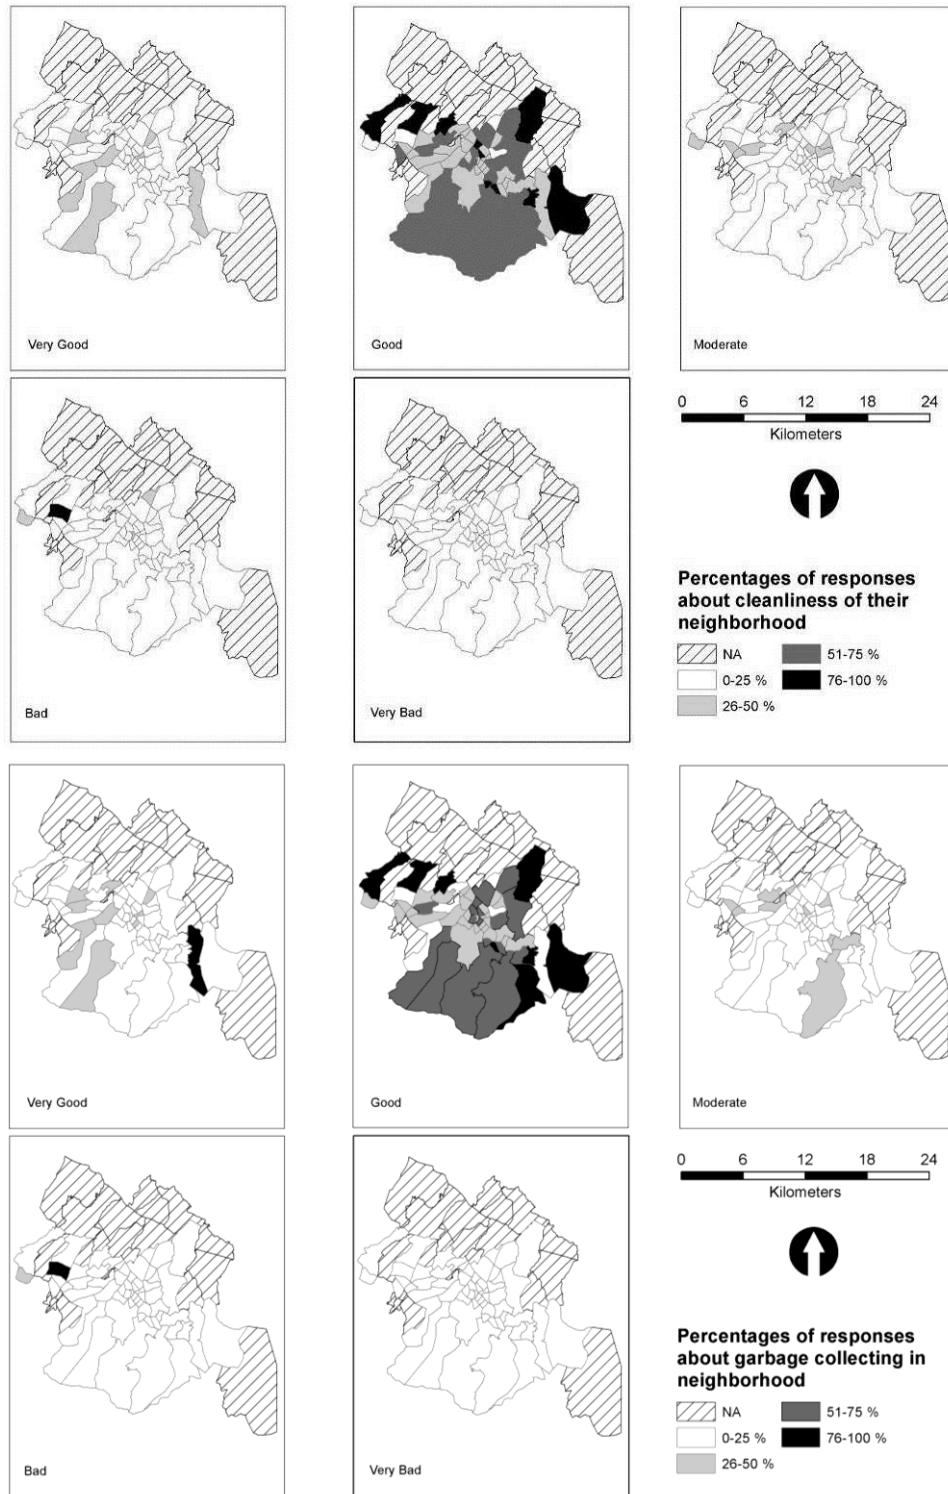 Very Good
Good
Moderate
Bad
Very Bad
0 6 12 18 24
Kilometers
Percentages of responses
about cleanliness of their
neighborhood
NA
51-75 %
0-25 %
76-100 %
26-50 %
Very Good
Good
Moderate
Bad
Very Bad
0 6 12 18 24
Kilometers
Percentages of responses
about garbage collecting in
neighborhood
NA
51-75 %
0-25 %
76-100 %
26-50 %